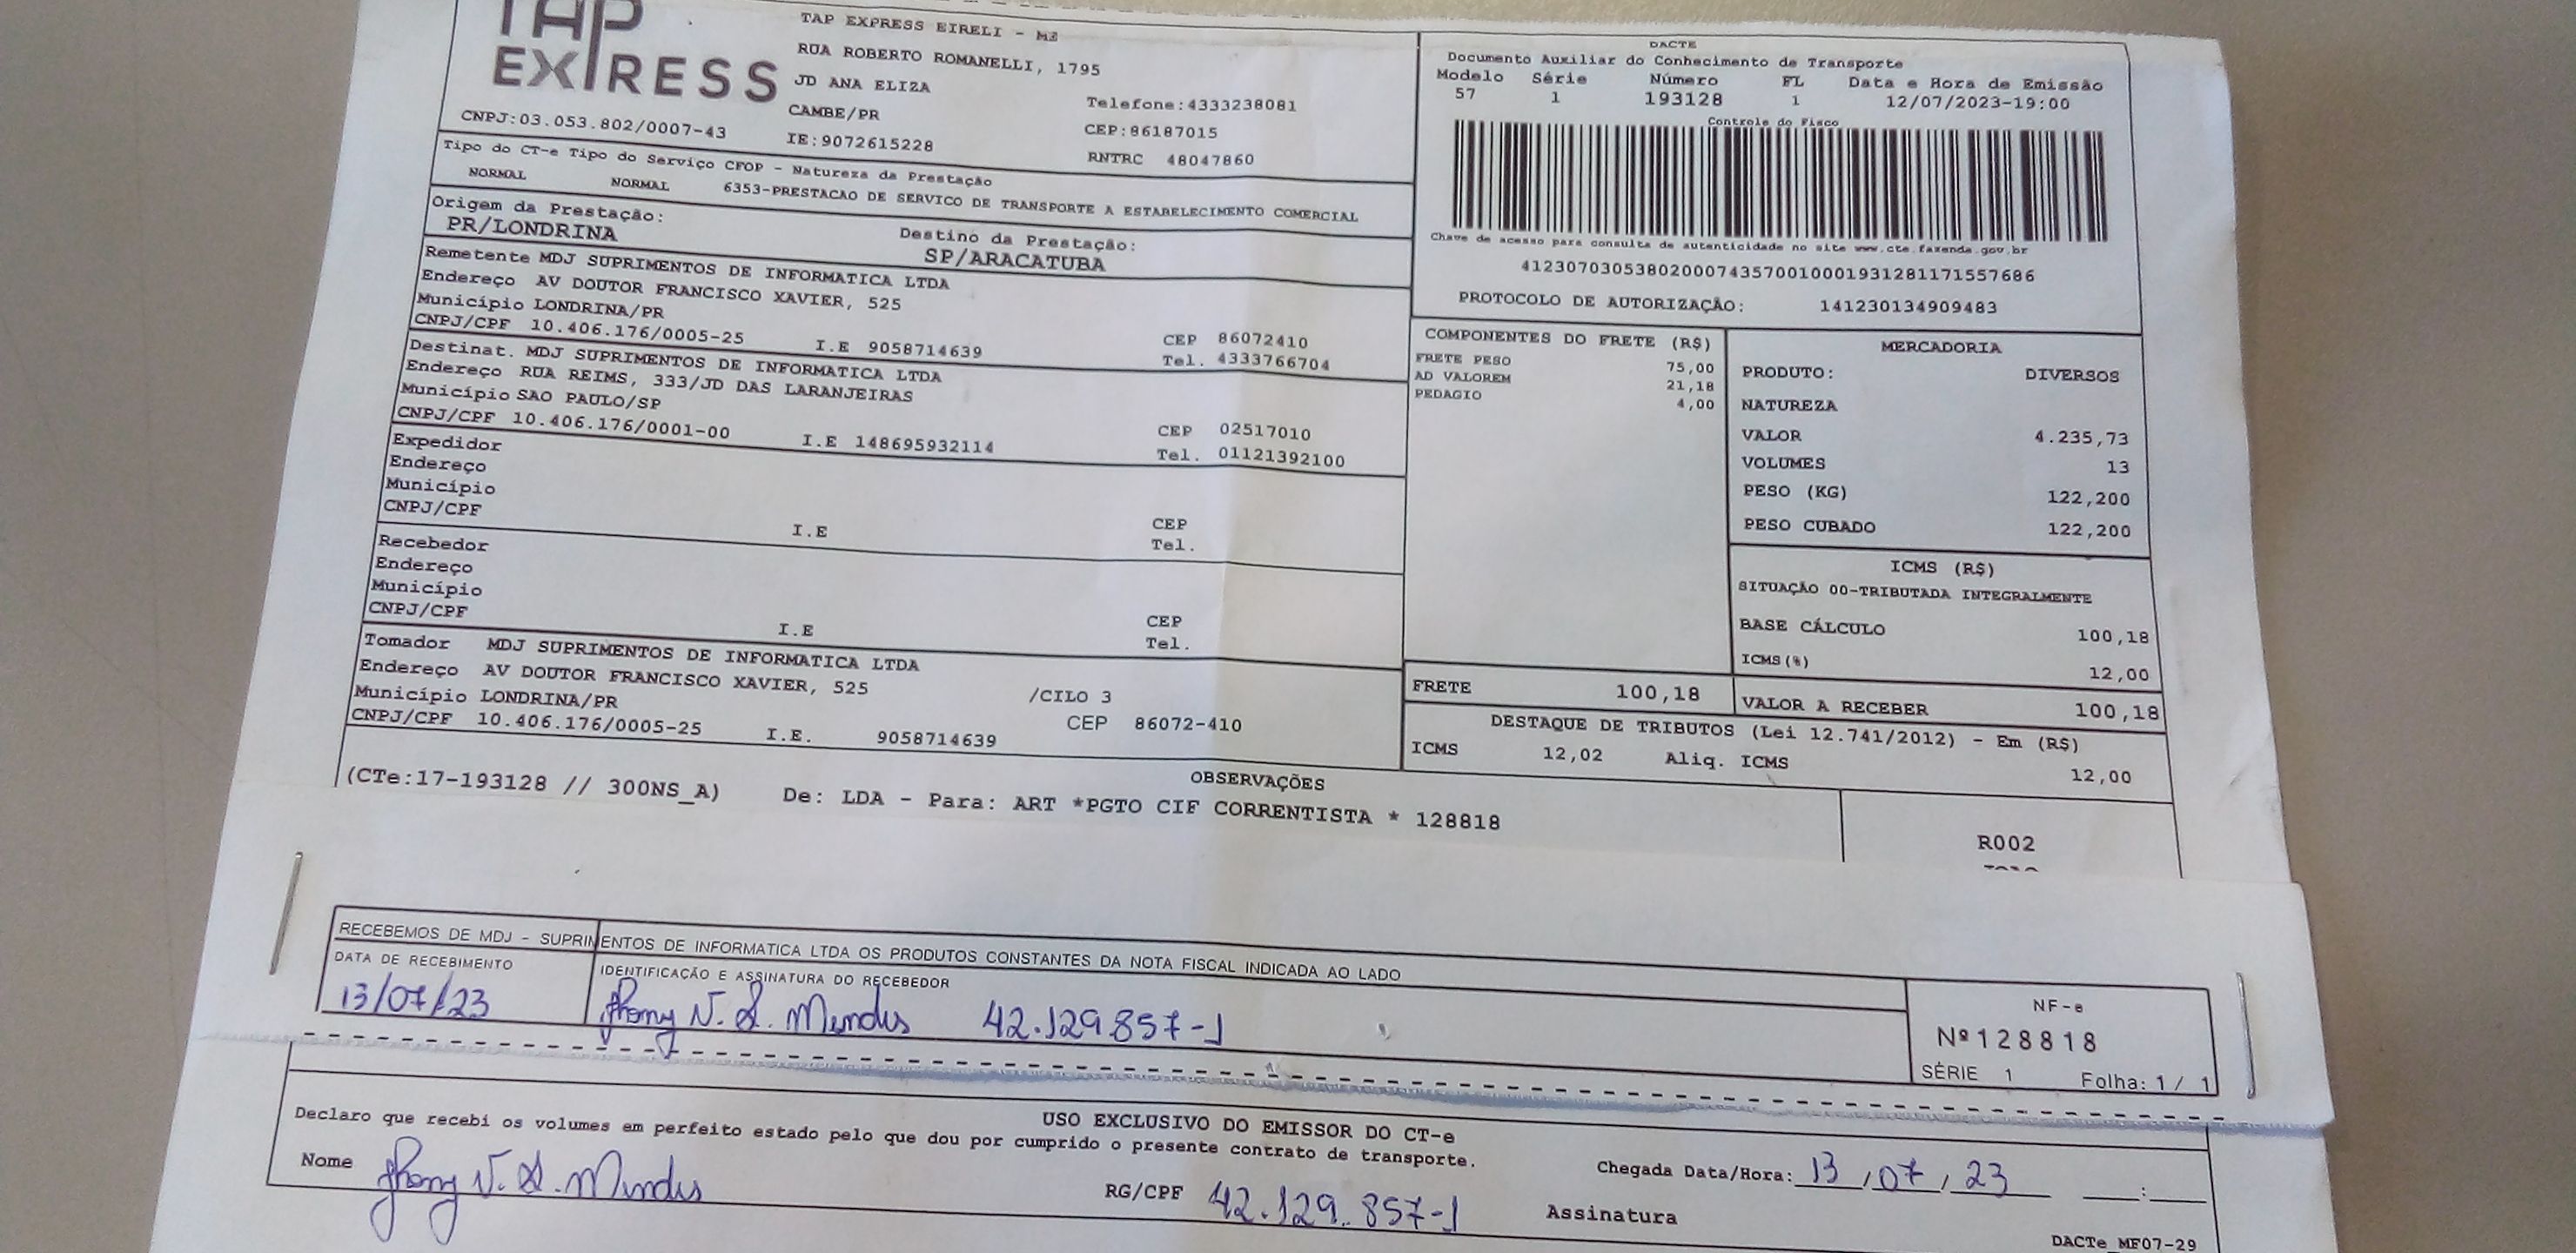 TAP EXPRESS
TAP EXPRESS EIRELI - ME
RUA ROBERTO ROMANELLI, 1795
JD ANA ELIZA
CAMBE/PR
Telefone:4333238081
CEP:86187015
CNPJ:03.053.802/0007-43
IE:9072615228
RNTRC 48047860
DACTE
Documento Auxiliar do Conhecimento de Transporte
Modelo Série Número FL Data e Hora de Emissão
57 1 193128 1 12/07/2023-19:00
Controle do Fisco
Chave de acesso para consulta de autenticidade no site www.cte.fazenda.gov.br
41230703053802000743570010001931281171557686
PROTOCOLO DE AUTORIZAÇÃO: 141230134909483
Tipo do CT-e Tipo do Serviço CFOP - Natureza da Prestação
NORMAL NORMAL 6353-PRESTACAO DE SERVICO DE TRANSPORTE A ESTABELECIMENTO COMERCIAL
Origem da Prestação: Destino da Prestação:
PR/LONDRINA SP/ARACATUBA
Remetente MDJ SUPRIMENTOS DE INFORMATICA LTDA
Endereço AV DOUTOR FRANCISCO XAVIER, 525
Município LONDRINA/PR CEP 86072410
CNPJ/CPF 10.406.176/0005-25 I.E 9058714639 Tel. 4333766704
Destinat. MDJ SUPRIMENTOS DE INFORMATICA LTDA
Endereço RUA REIMS, 333/JD DAS LARANJEIRAS
Município SAO PAULO/SP CEP 02517010
CNPJ/CPF 10.406.176/0001-00 I.E 148695932114 Tel. 01121392100
Expedidor
Endereço
Município CEP
CNPJ/CPF I.E Tel.
Recebedor
Endereço
Município CEP
CNPJ/CPF I.E Tel.
Tomador MDJ SUPRIMENTOS DE INFORMATICA LTDA
Endereço AV DOUTOR FRANCISCO XAVIER, 525 /CILO 3
Município LONDRINA/PR CEP 86072-410
CNPJ/CPF 10.406.176/0005-25 I.E. 9058714639
COMPONENTES DO FRETE (R$)
FRETE PESO 75,00
AD VALOREM 21,18
PEDAGIO 4,00
MERCADORIA
PRODUTO: DIVERSOS
NATUREZA
VALOR 4.235,73
VOLUMES 13
PESO (KG) 122,200
PESO CUBADO 122,200
ICMS (R$)
SITUAÇÃO 00-TRIBUTADA INTEGRALMENTE
BASE CÁLCULO 100,18
ICMS(%) 12,00
FRETE 100,18 VALOR A RECEBER 100,18
DESTAQUE DE TRIBUTOS (Lei 12.741/2012) - Em (R$)
ICMS 12,02 Aliq. ICMS 12,00
OBSERVAÇÕES
(CTe:17-193128 // 300NS_A) De: LDA - Para: ART *PGTO CIF CORRENTISTA * 128818
R002
RECEBEMOS DE MDJ - SUPRIMENTOS DE INFORMATICA LTDA OS PRODUTOS CONSTANTES DA NOTA FISCAL INDICADA AO LADO
DATA DE RECEBIMENTO IDENTIFICAÇÃO E ASSINATURA DO RECEBEDOR
13/07/23 Jhony N. S. Mendes 42.129.857-1
NF-e
Nº128818
SÉRIE 1 Folha: 1 / 1
USO EXCLUSIVO DO EMISSOR DO CT-e
Declaro que recebi os volumes em perfeito estado pelo que dou por cumprido o presente contrato de transporte.
Chegada Data/Hora: 13 / 07 / 23 __:__
Nome Jhony N. S. Mendes RG/CPF 42.129.857-1 Assinatura
DACTe_MF07-29